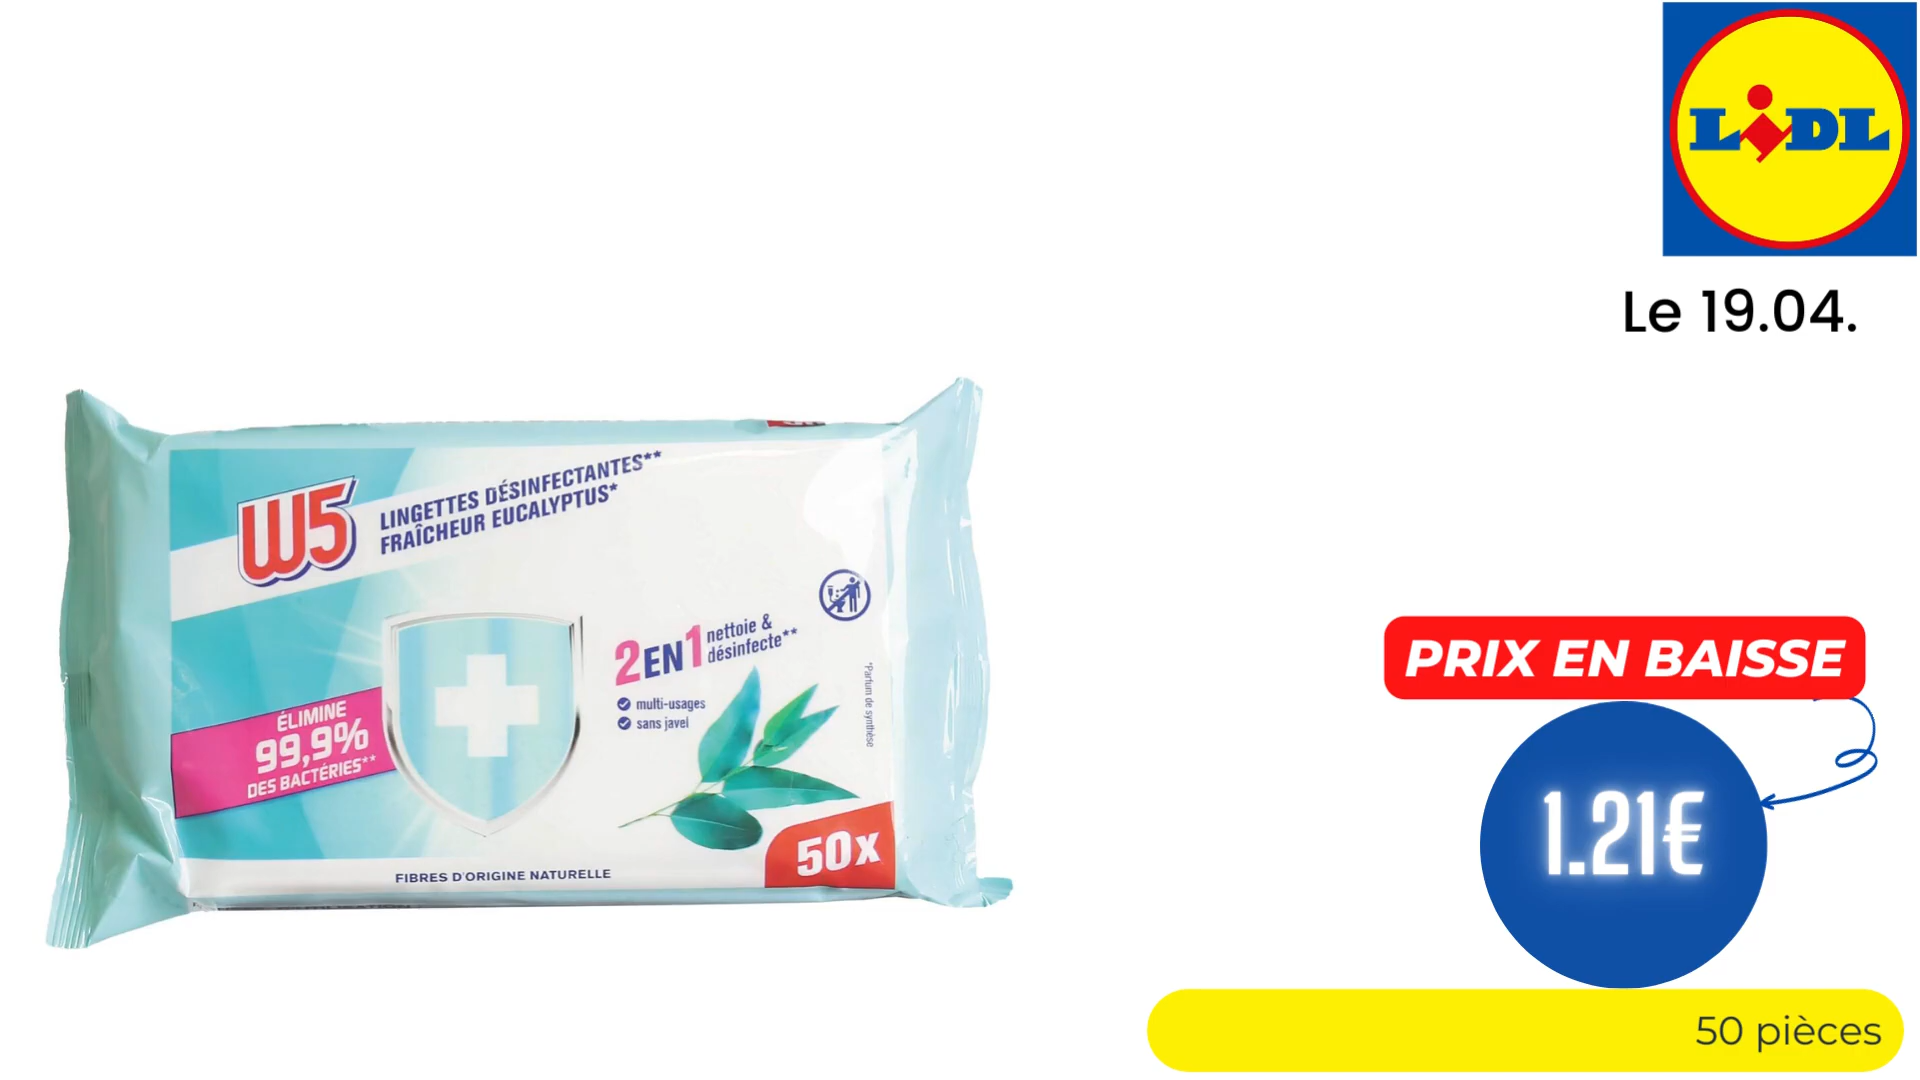 LIDL
Le 19.04.
W5
LINGETTES DÉSINFECTANTES**
FRAÎCHEUR EUCALYPTUS*
2EN1 nettoie &
désinfecte**
multi-usages
sans javel
*Parfum de synthèse
ÉLIMINE
99,9%
DES BACTÉRIES**
50x
FIBRES D'ORIGINE NATURELLE
PRIX EN BAISSE
1.21€
50 pièces